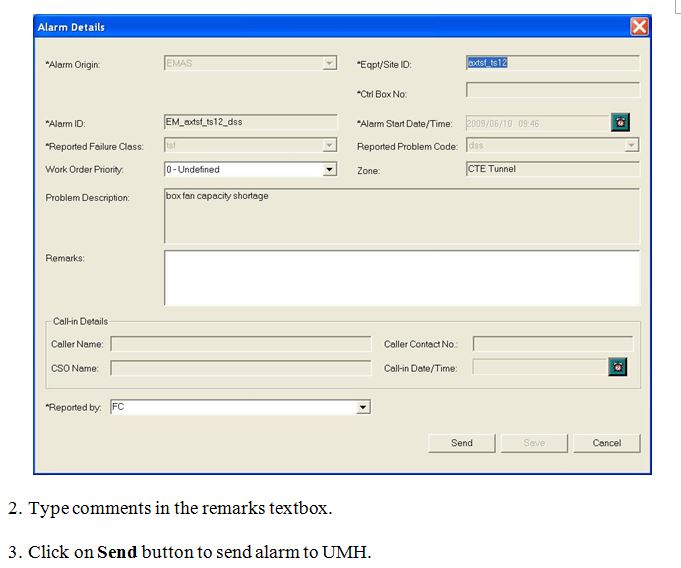 Alarm Details
*Alarm Origin: EMAS *Eqpt/Site ID: axtsf_ts12
*Ctrl Box No:
*Alarm ID: EM_axtsf_ts12_dss *Alarm Start Date/Time: 2009/06/10 09:46
*Reported Failure Class: tsf Reported Problem Code: dss
Work Order Priority: 0 - Undefined Zone: CTE Tunnel
Problem Description: box fan capacity shortage
Remarks:
Call-in Details
Caller Name: Caller Contact No.:
CSO Name: Call-in Date/Time:
*Reported by: FC
Send Save Cancel
2. Type comments in the remarks textbox.
3. Click on Send button to send alarm to UMH.